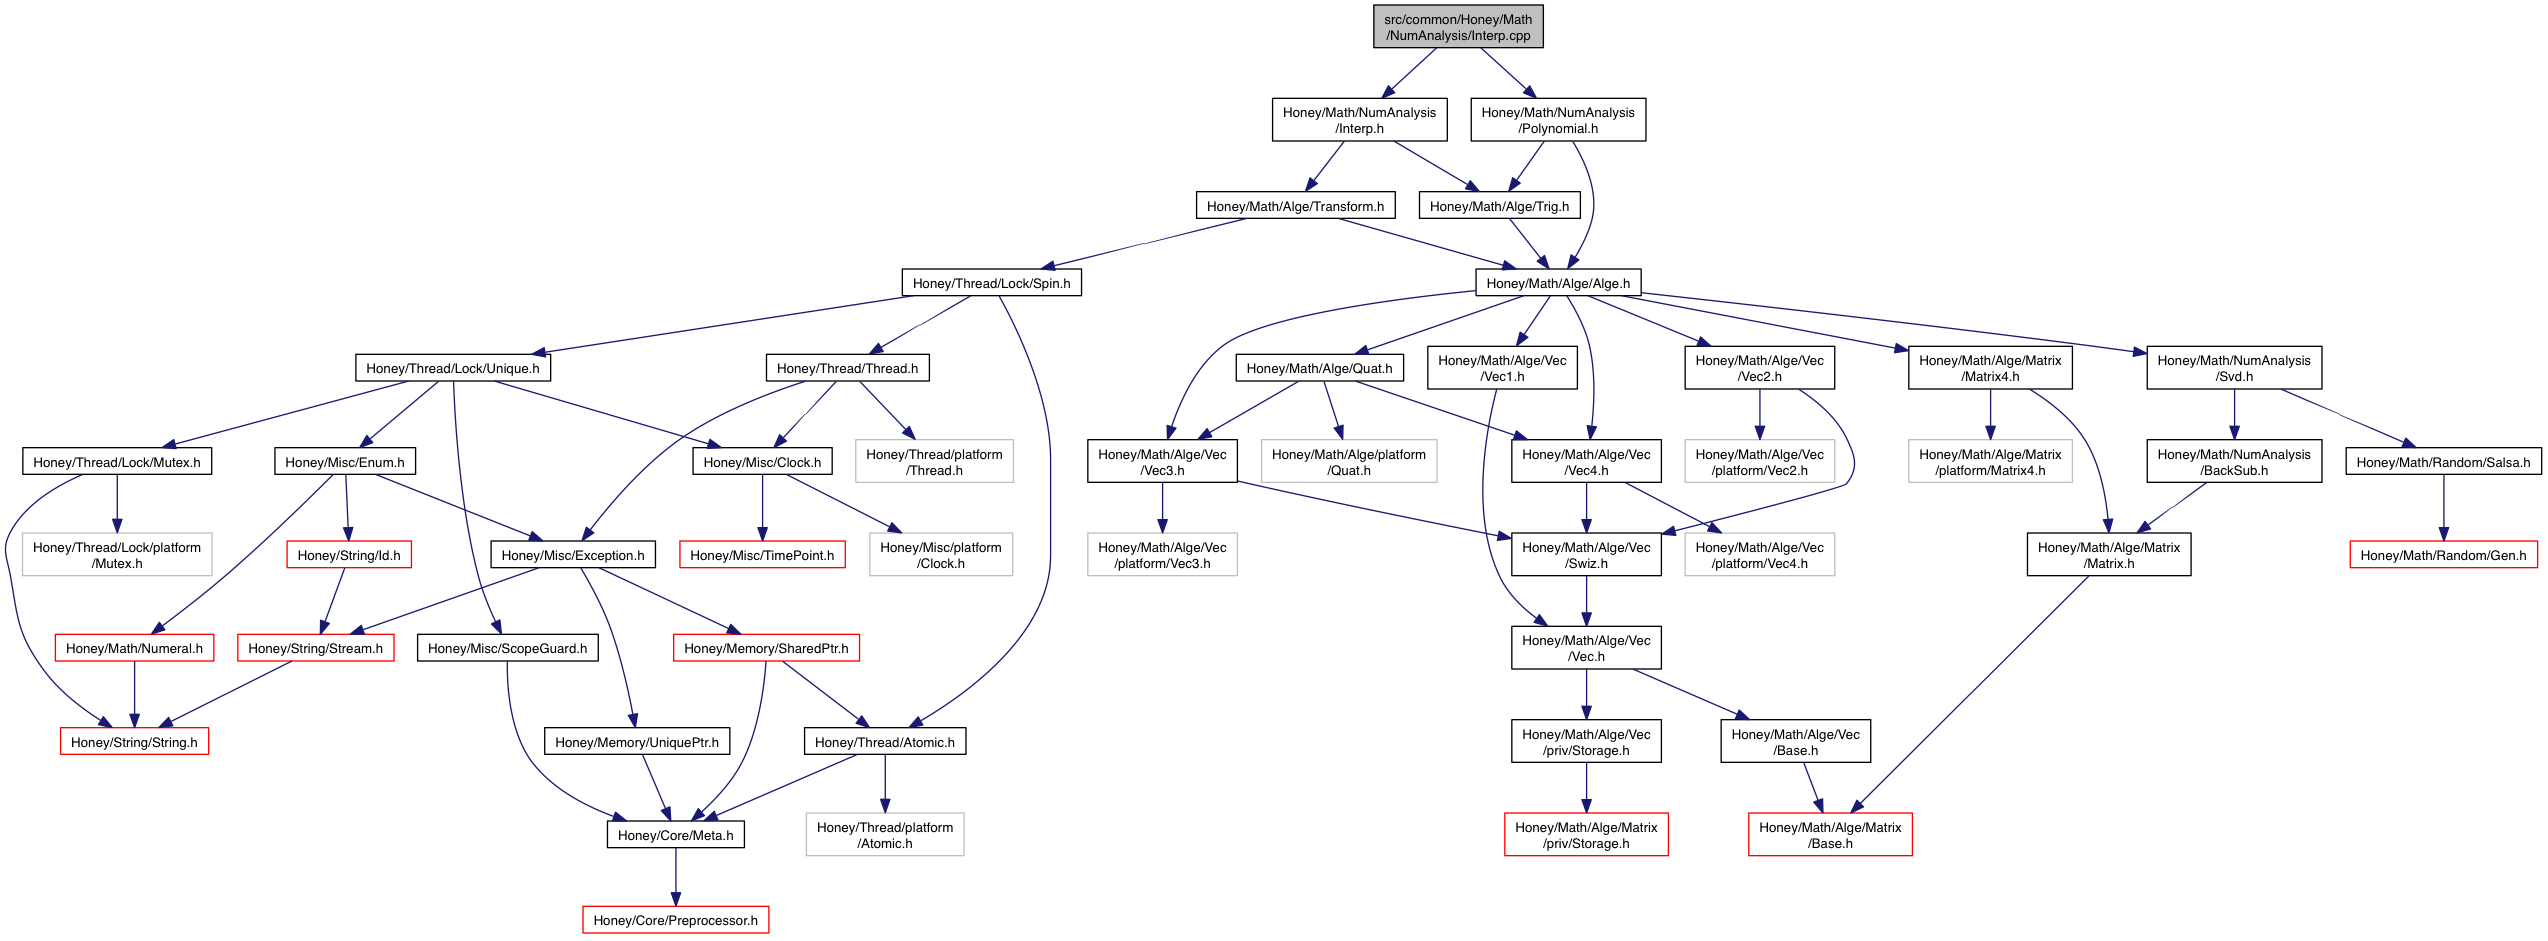 src/common/Honey/Math
/NumAnalysis/Interp.cpp
Honey/Math/NumAnalysis
/Interp.h
Honey/Math/NumAnalysis
/Polynomial.h
Honey/Math/Alge/Transform.h
Honey/Math/Alge/Trig.h
Honey/Thread/Lock/Spin.h
Honey/Math/Alge/Alge.h
Honey/Thread/Lock/Unique.h
Honey/Thread/Thread.h
Honey/Math/Alge/Quat.h
Honey/Math/Alge/Vec
/Vec1.h
Honey/Math/Alge/Vec
/Vec2.h
Honey/Math/Alge/Matrix
/Matrix4.h
Honey/Math/NumAnalysis
/Svd.h
Honey/Thread/Lock/Mutex.h
Honey/Misc/Enum.h
Honey/Misc/Clock.h
Honey/Thread/platform
/Thread.h
Honey/Math/Alge/Vec
/Vec3.h
Honey/Math/Alge/platform
/Quat.h
Honey/Math/Alge/Vec
/Vec4.h
Honey/Math/Alge/Vec
/platform/Vec2.h
Honey/Math/Alge/Matrix
/platform/Matrix4.h
Honey/Math/NumAnalysis
/BackSub.h
Honey/Math/Random/Salsa.h
Honey/Thread/Lock/platform
/Mutex.h
Honey/String/Id.h
Honey/Misc/Exception.h
Honey/Misc/TimePoint.h
Honey/Misc/platform
/Clock.h
Honey/Math/Alge/Vec
/platform/Vec3.h
Honey/Math/Alge/Vec
/Swiz.h
Honey/Math/Alge/Vec
/platform/Vec4.h
Honey/Math/Alge/Matrix
/Matrix.h
Honey/Math/Random/Gen.h
Honey/Math/Numeral.h
Honey/String/Stream.h
Honey/Misc/ScopeGuard.h
Honey/Memory/SharedPtr.h
Honey/Math/Alge/Vec
/Vec.h
Honey/String/String.h
Honey/Memory/UniquePtr.h
Honey/Thread/Atomic.h
Honey/Math/Alge/Vec
/priv/Storage.h
Honey/Math/Alge/Vec
/Base.h
Honey/Core/Meta.h
Honey/Thread/platform
/Atomic.h
Honey/Math/Alge/Matrix
/priv/Storage.h
Honey/Math/Alge/Matrix
/Base.h
Honey/Core/Preprocessor.h